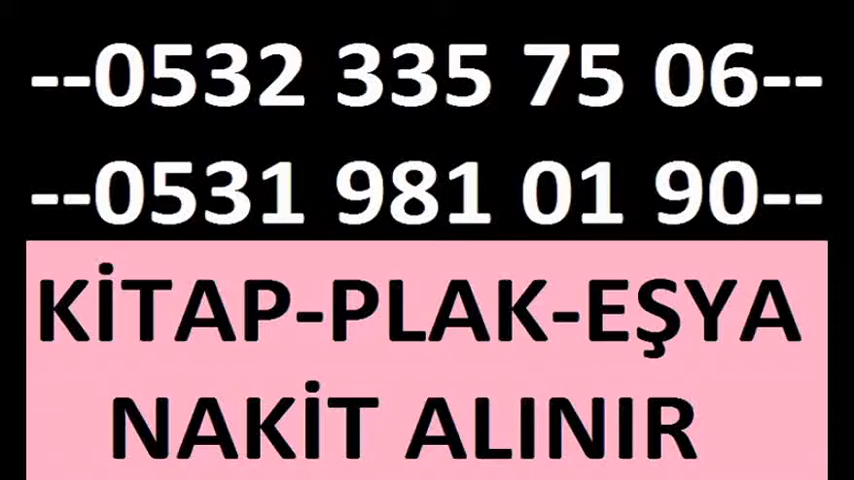 --0532 335 75 06--
--0531 981 01 90--
KİTAP-PLAK-EŞYA
NAKİT ALINIR